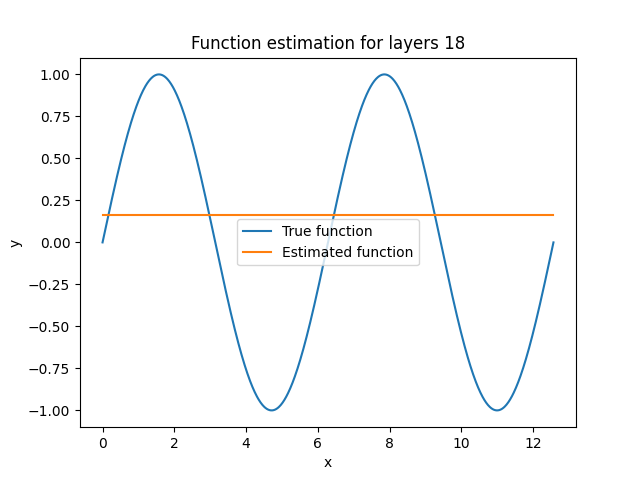 Function estimation for layers 18
1.00
0.75
0.50
0.25
0.00
−0.25
−0.50
−0.75
−1.00
y
True function
Estimated function
0 2 4 6 8 10 12
x